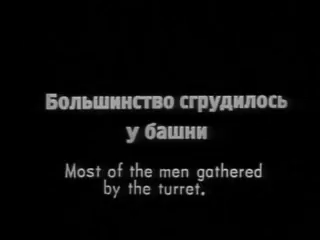 Большинство сгрудилось
у башни
Most of the men gathered
by the turret.